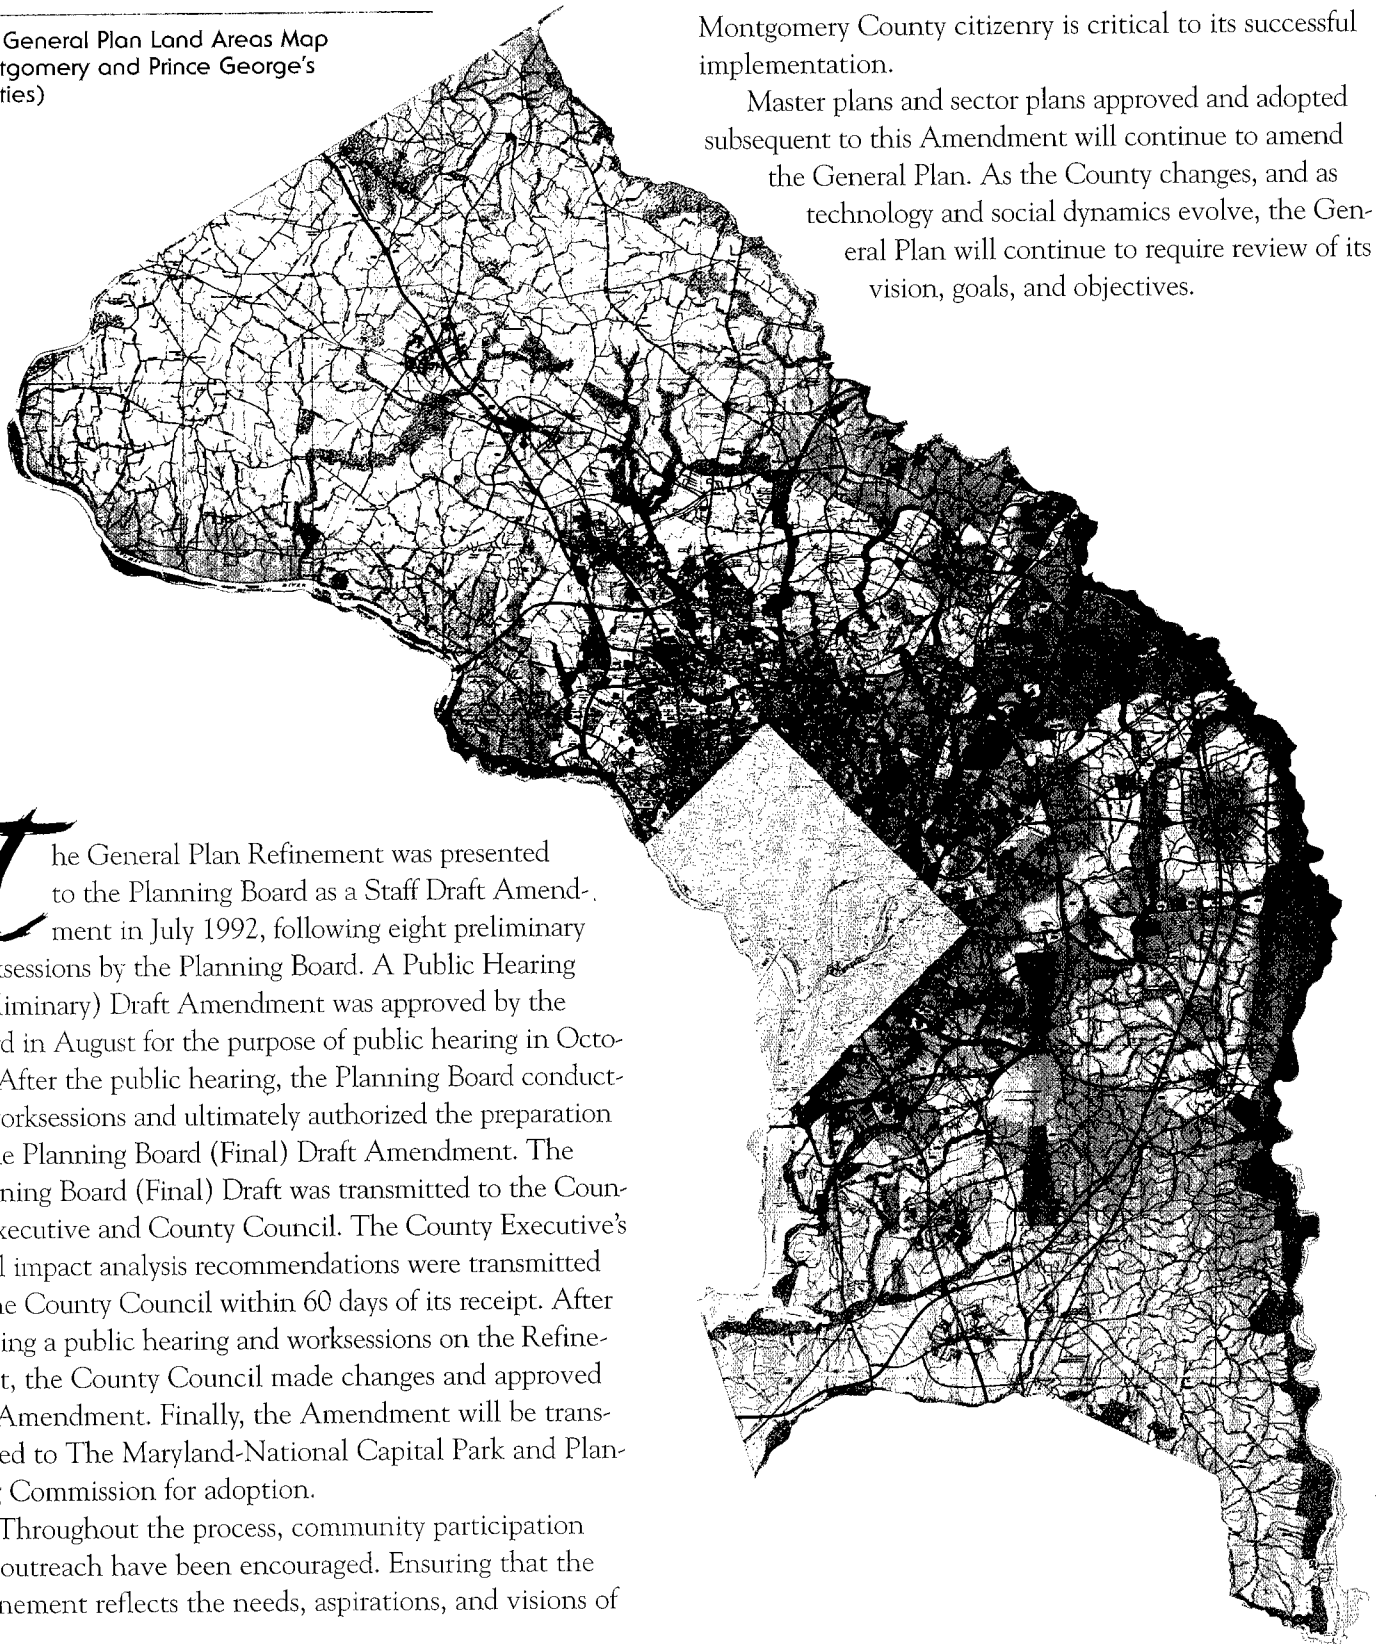 General Plan Land Areas Map
tgomery and Prince George's
ties)
The General Plan Refinement was presented
to the Planning Board as a Staff Draft Amend-
ment in July 1992, following eight preliminary
ksessions by the Planning Board. A Public Hearing
liminary) Draft Amendment was approved by the
d in August for the purpose of public hearing in Octo-
After the public hearing, the Planning Board conduct-
orksessions and ultimately authorized the preparation
e Planning Board (Final) Draft Amendment. The
ning Board (Final) Draft was transmitted to the Coun-
xecutive and County Council. The County Executive's
l impact analysis recommendations were transmitted
he County Council within 60 days of its receipt. After
ing a public hearing and worksessions on the Refine-
t, the County Council made changes and approved
Amendment. Finally, the Amendment will be trans-
ed to The Maryland-National Capital Park and Plan-
g Commission for adoption.
Throughout the process, community participation
outreach have been encouraged. Ensuring that the
nement reflects the needs, aspirations, and visions of
Montgomery County citizenry is critical to its successful
implementation.
Master plans and sector plans approved and adopted
subsequent to this Amendment will continue to amend
the General Plan. As the County changes, and as
technology and social dynamics evolve, the Gen-
eral Plan will continue to require review of its
vision, goals, and objectives.